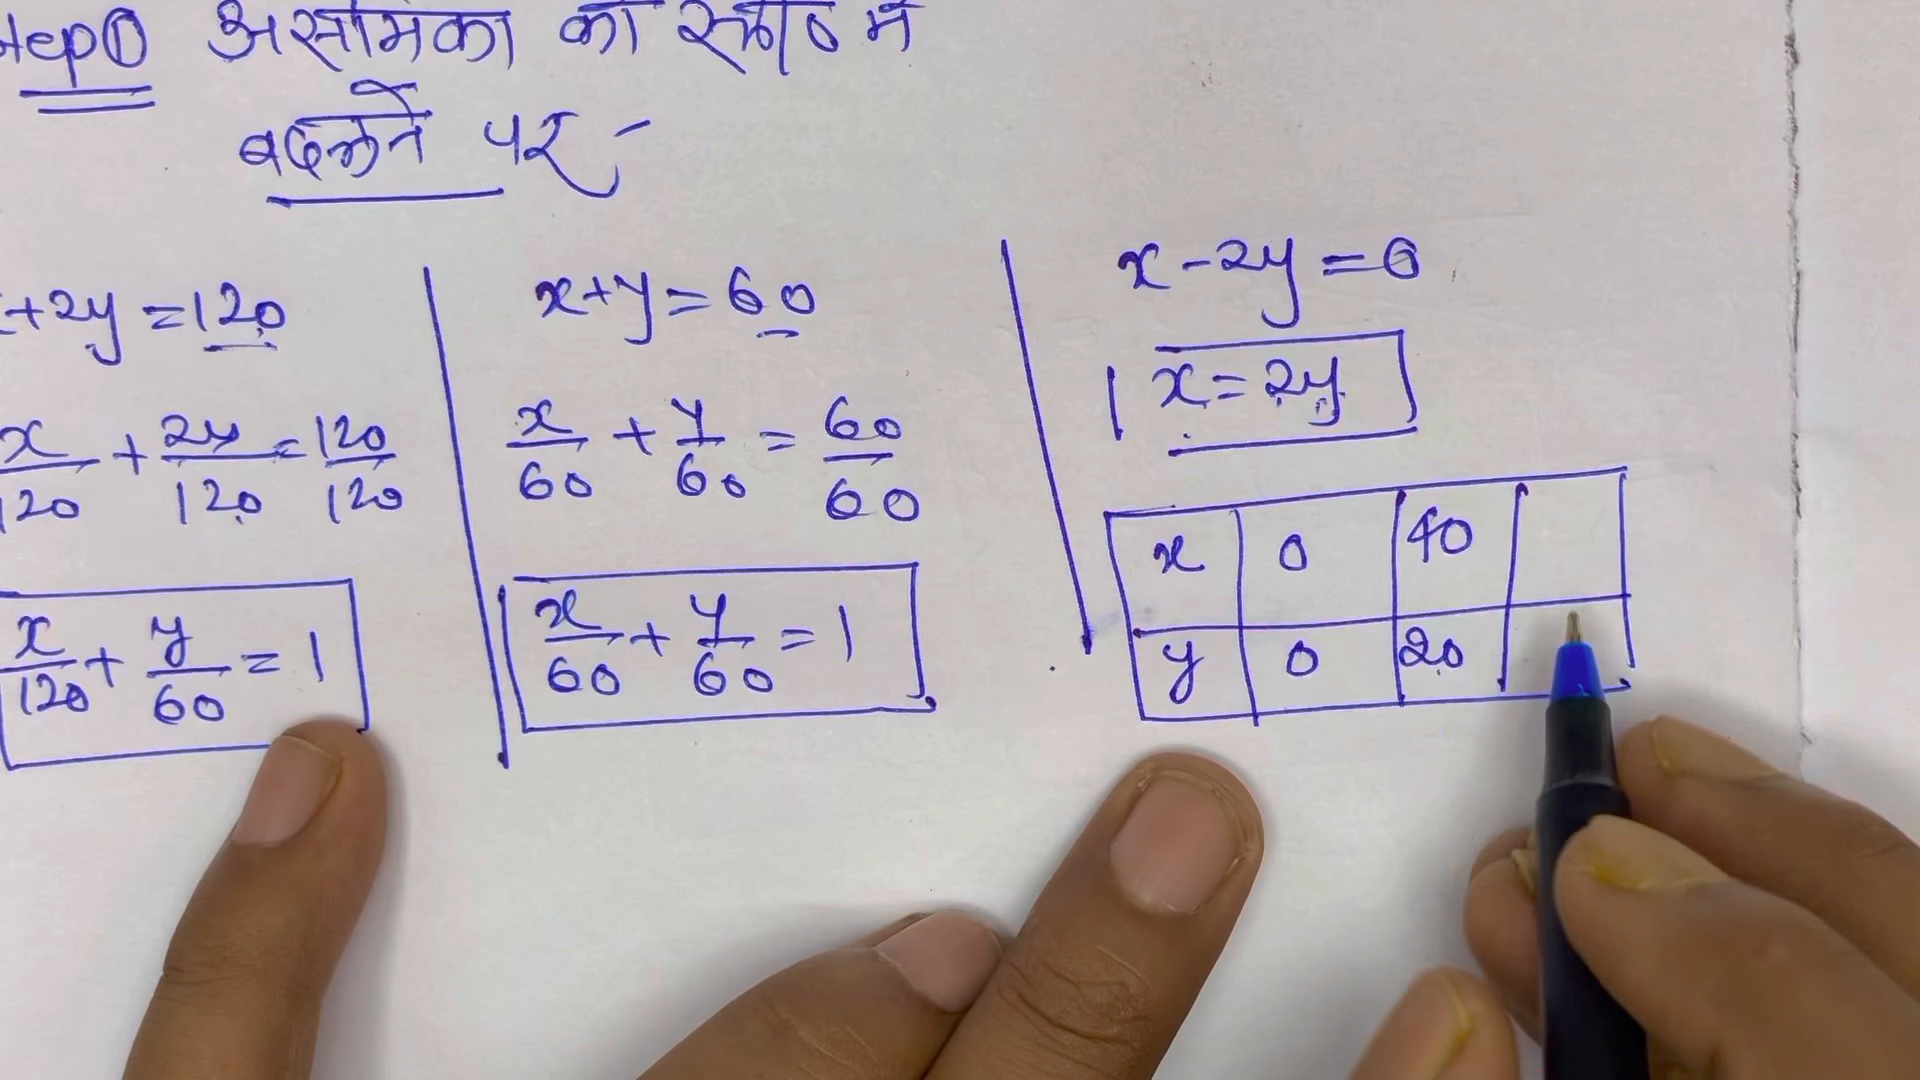 Step① असमिका को समी० में
बदलने पर -
x+2y=120
x/120 + 2y/120 = 120/120
x/120 + y/60 = 1
x+y=60
x/60 + y/60 = 60/60
x/60 + y/60 = 1
x-2y=0
x=2y
x 0 40
y 0 20